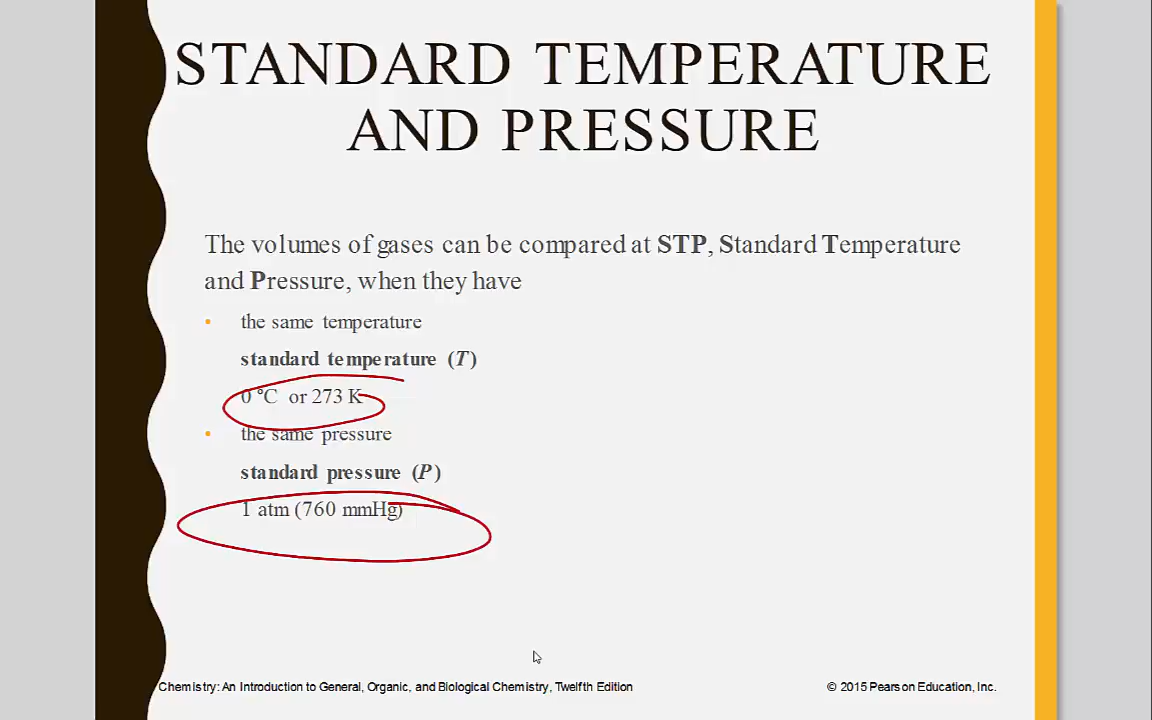 STANDARD TEMPERATURE
AND PRESSURE
The volumes of gases can be compared at STP, Standard Temperature
and Pressure, when they have
• the same temperature
standard temperature (T)
0 °C or 273 K
• the same pressure
standard pressure (P)
1 atm (760 mmHg)
Chemistry: An Introduction to General, Organic, and Biological Chemistry, Twelfth Edition
© 2015 Pearson Education, Inc.